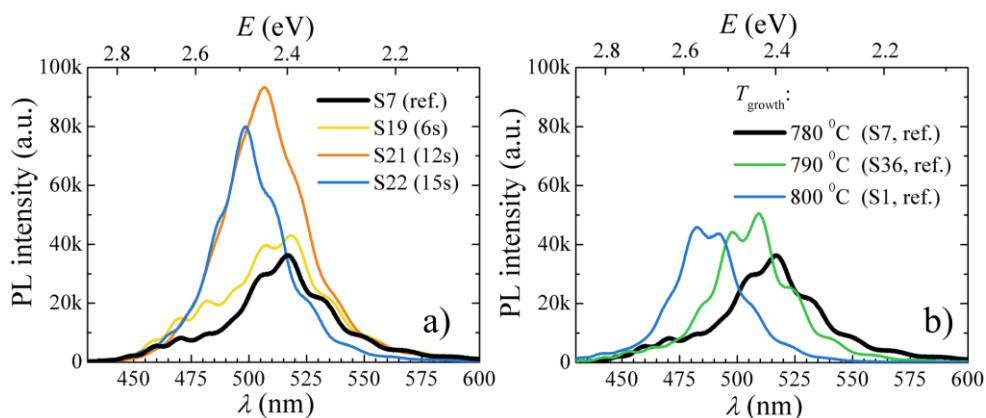 E (eV)
2.8 2.6 2.4 2.2
100k
80k
60k
40k
20k
0
PL intensity (a.u.)
S7 (ref.)
S19 (6s)
S21 (12s)
S22 (15s)
a)
450 475 500 525 550 575 600
λ (nm)
E (eV)
2.8 2.6 2.4 2.2
100k
80k
60k
40k
20k
0
PL intensity (a.u.)
T growth:
780 ⁰C (S7, ref.)
790 ⁰C (S36, ref.)
800 ⁰C (S1, ref.)
b)
450 475 500 525 550 575 600
λ (nm)